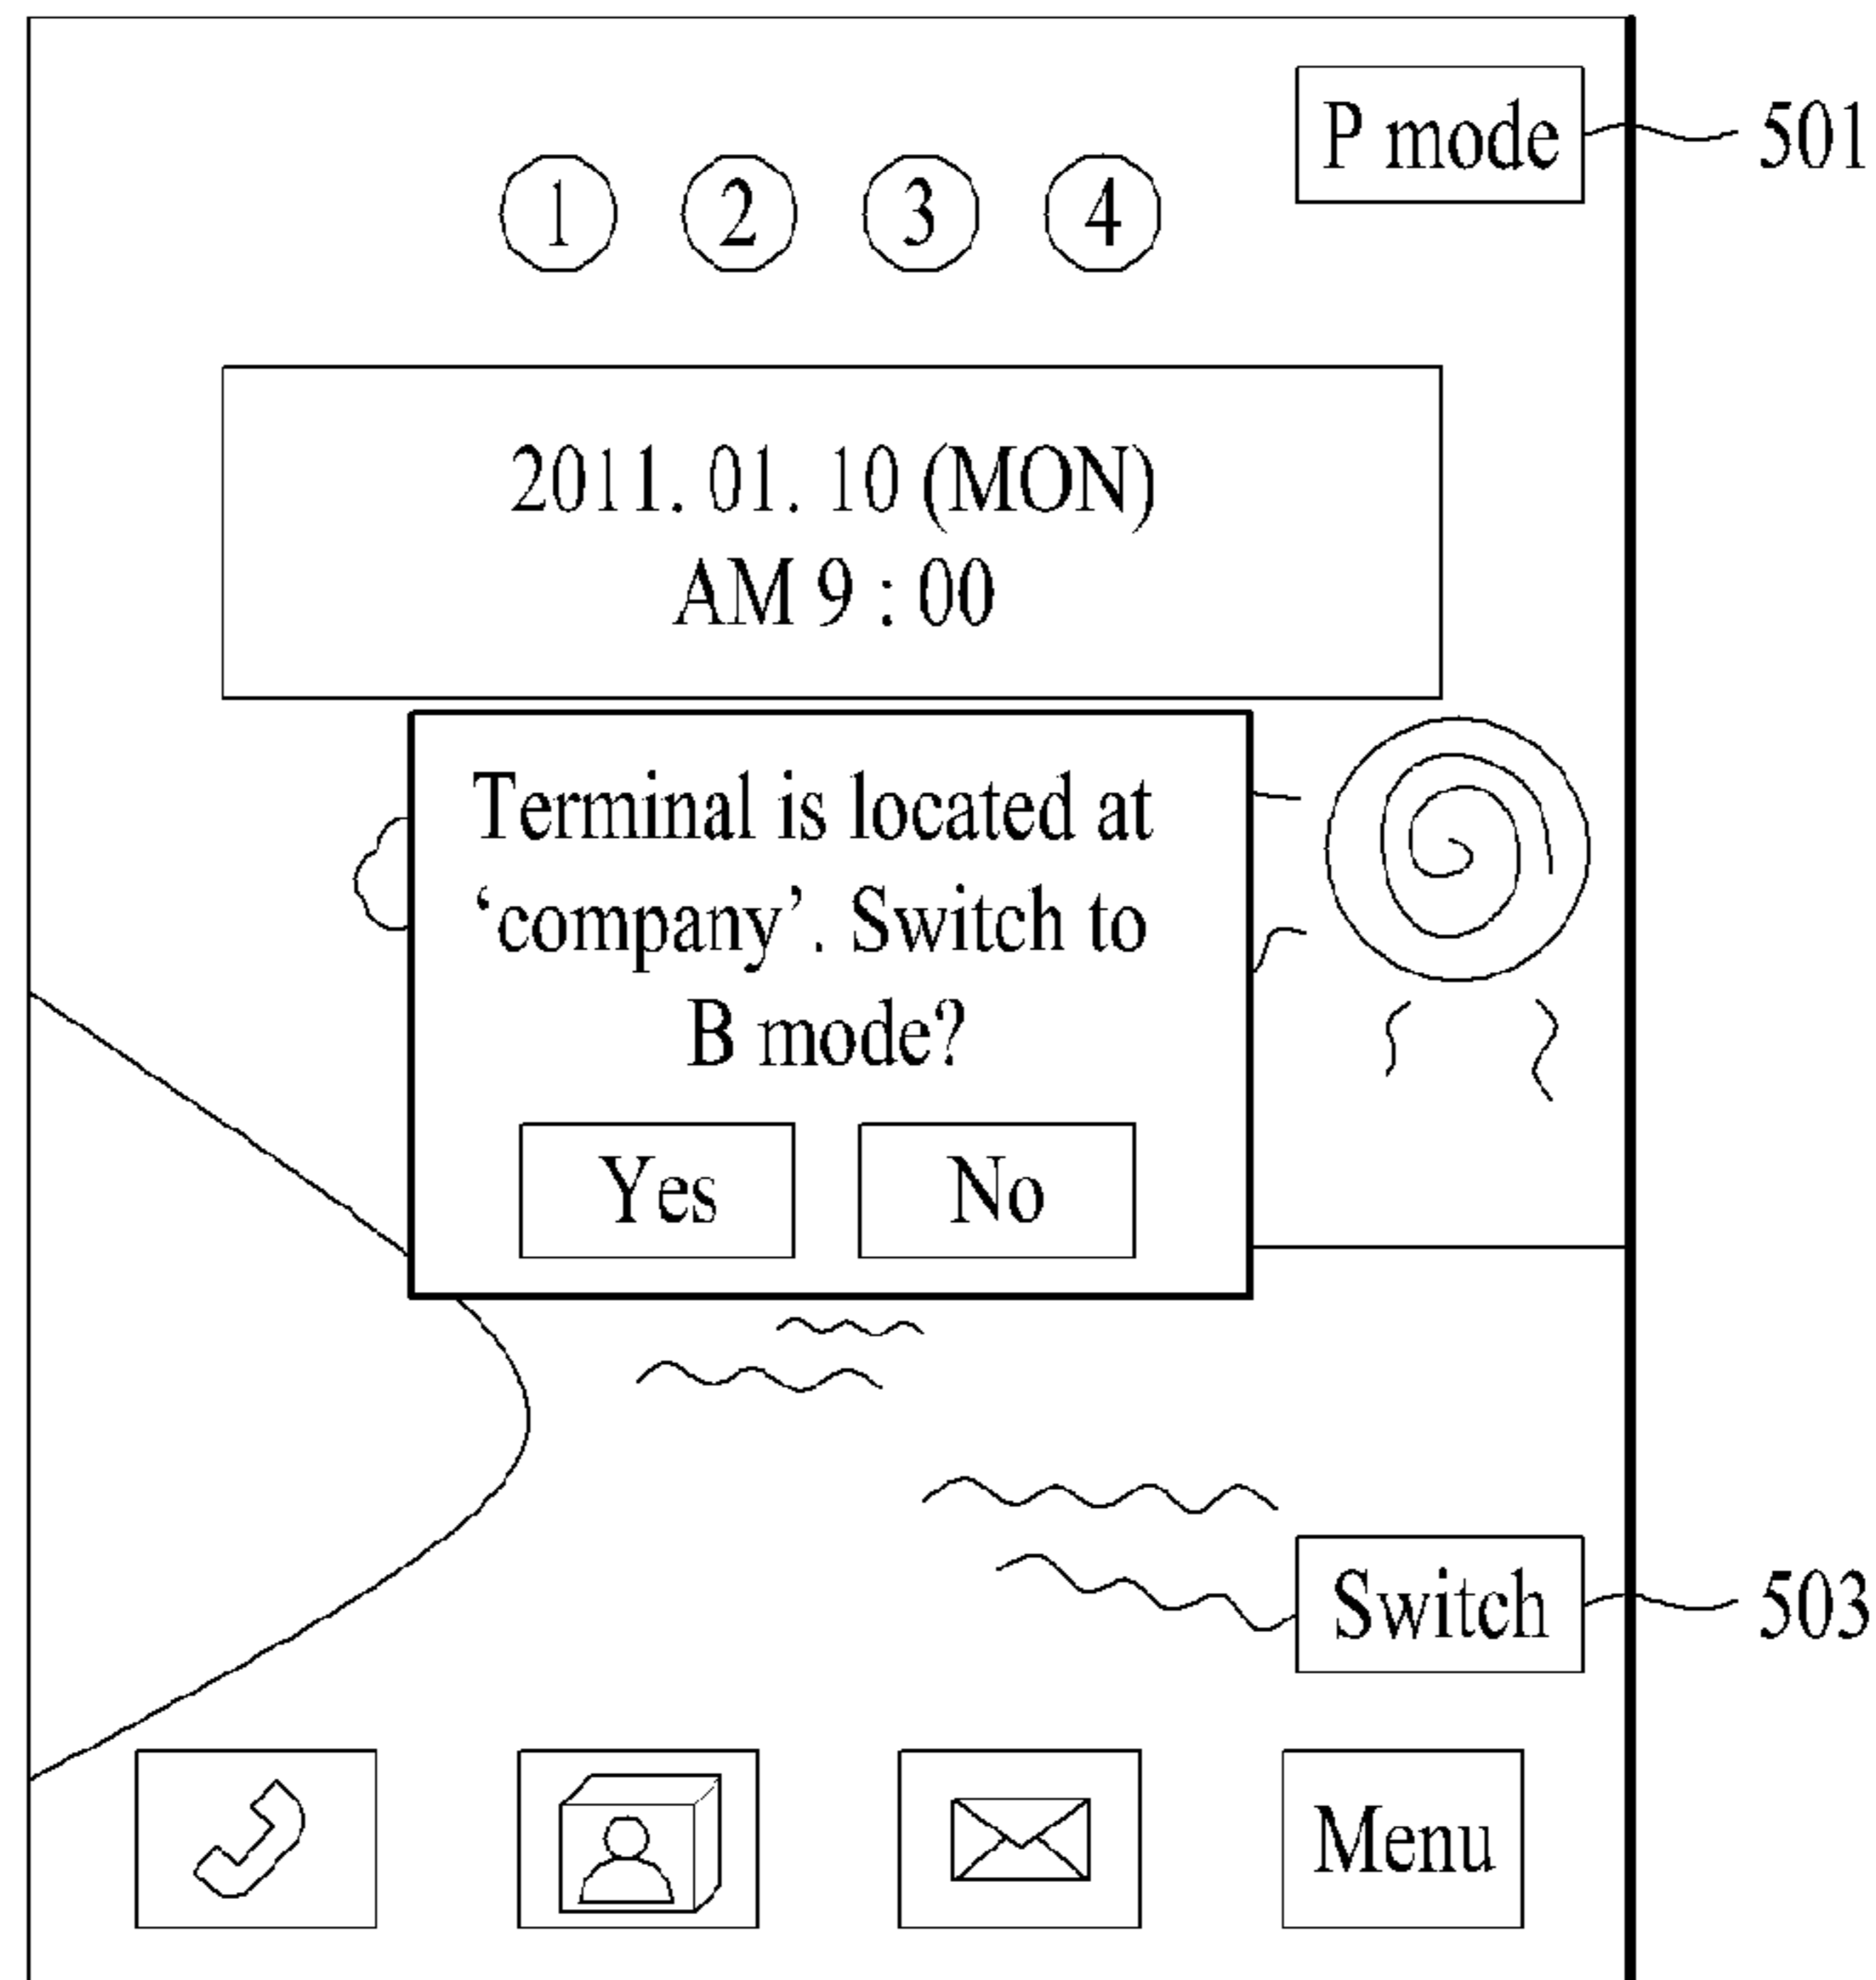 P mode
501
1 2 3 4
2011. 01. 10 (MON)
AM 9 : 00
Terminal is located at
‘company’. Switch to
B mode?
Yes No
Switch
503
Menu